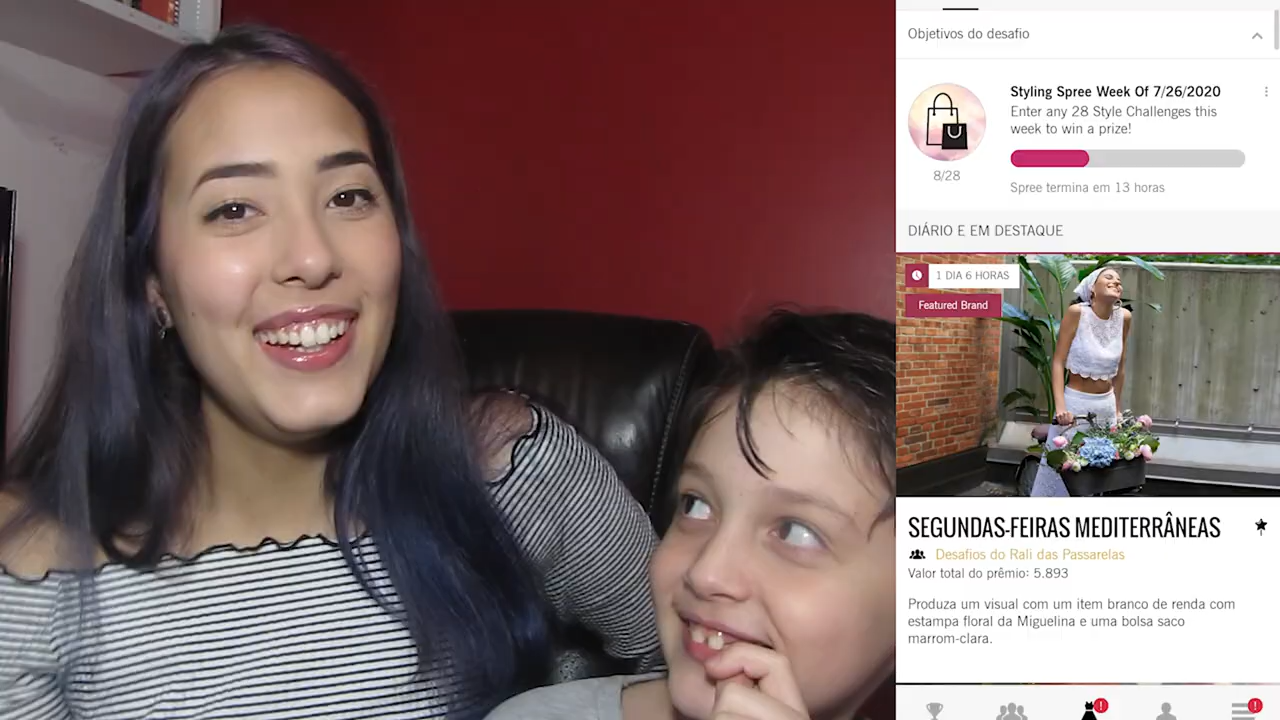 Objetivos do desafio
Styling Spree Week Of 7/26/2020
Enter any 28 Style Challenges this
week to win a prize!
8/28
Spree termina em 13 horas
DIÁRIO E EM DESTAQUE
1 DIA 6 HORAS
Featured Brand
SEGUNDAS-FEIRAS MEDITERRÂNEAS
Desafios do Rali das Passarelas
Valor total do prêmio: 5.893
Produza um visual com um item branco de renda com
estampa floral da Miguelina e uma bolsa saco
marrom-clara.